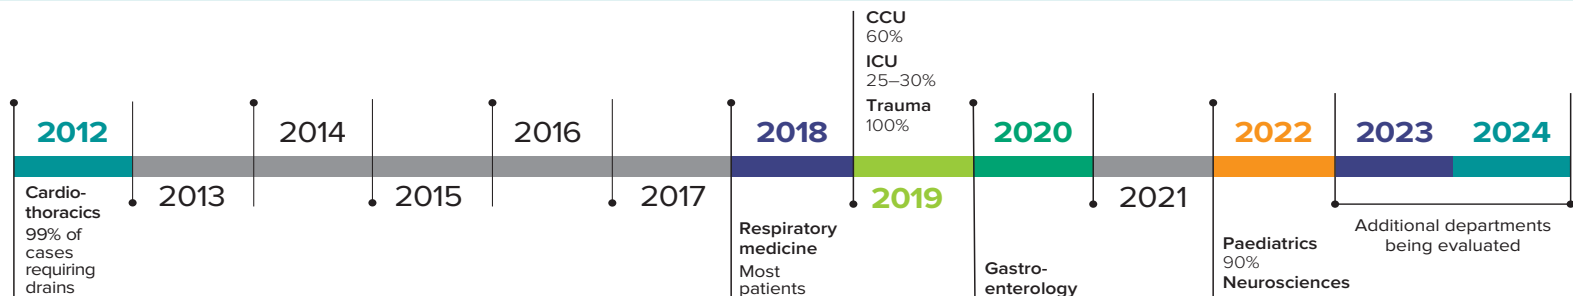 2012
Cardio-
thoracics
99% of
cases
requiring
drains
2013
2014
2015
2016
2017
2018
Respiratory
medicine
Most
patients
CCU
60%
ICU
25–30%
Trauma
100%
2019
2020
Gastro-
enterology
2021
2022
Paediatrics
90%
Neurosciences
2023
2024
Additional departments
being evaluated